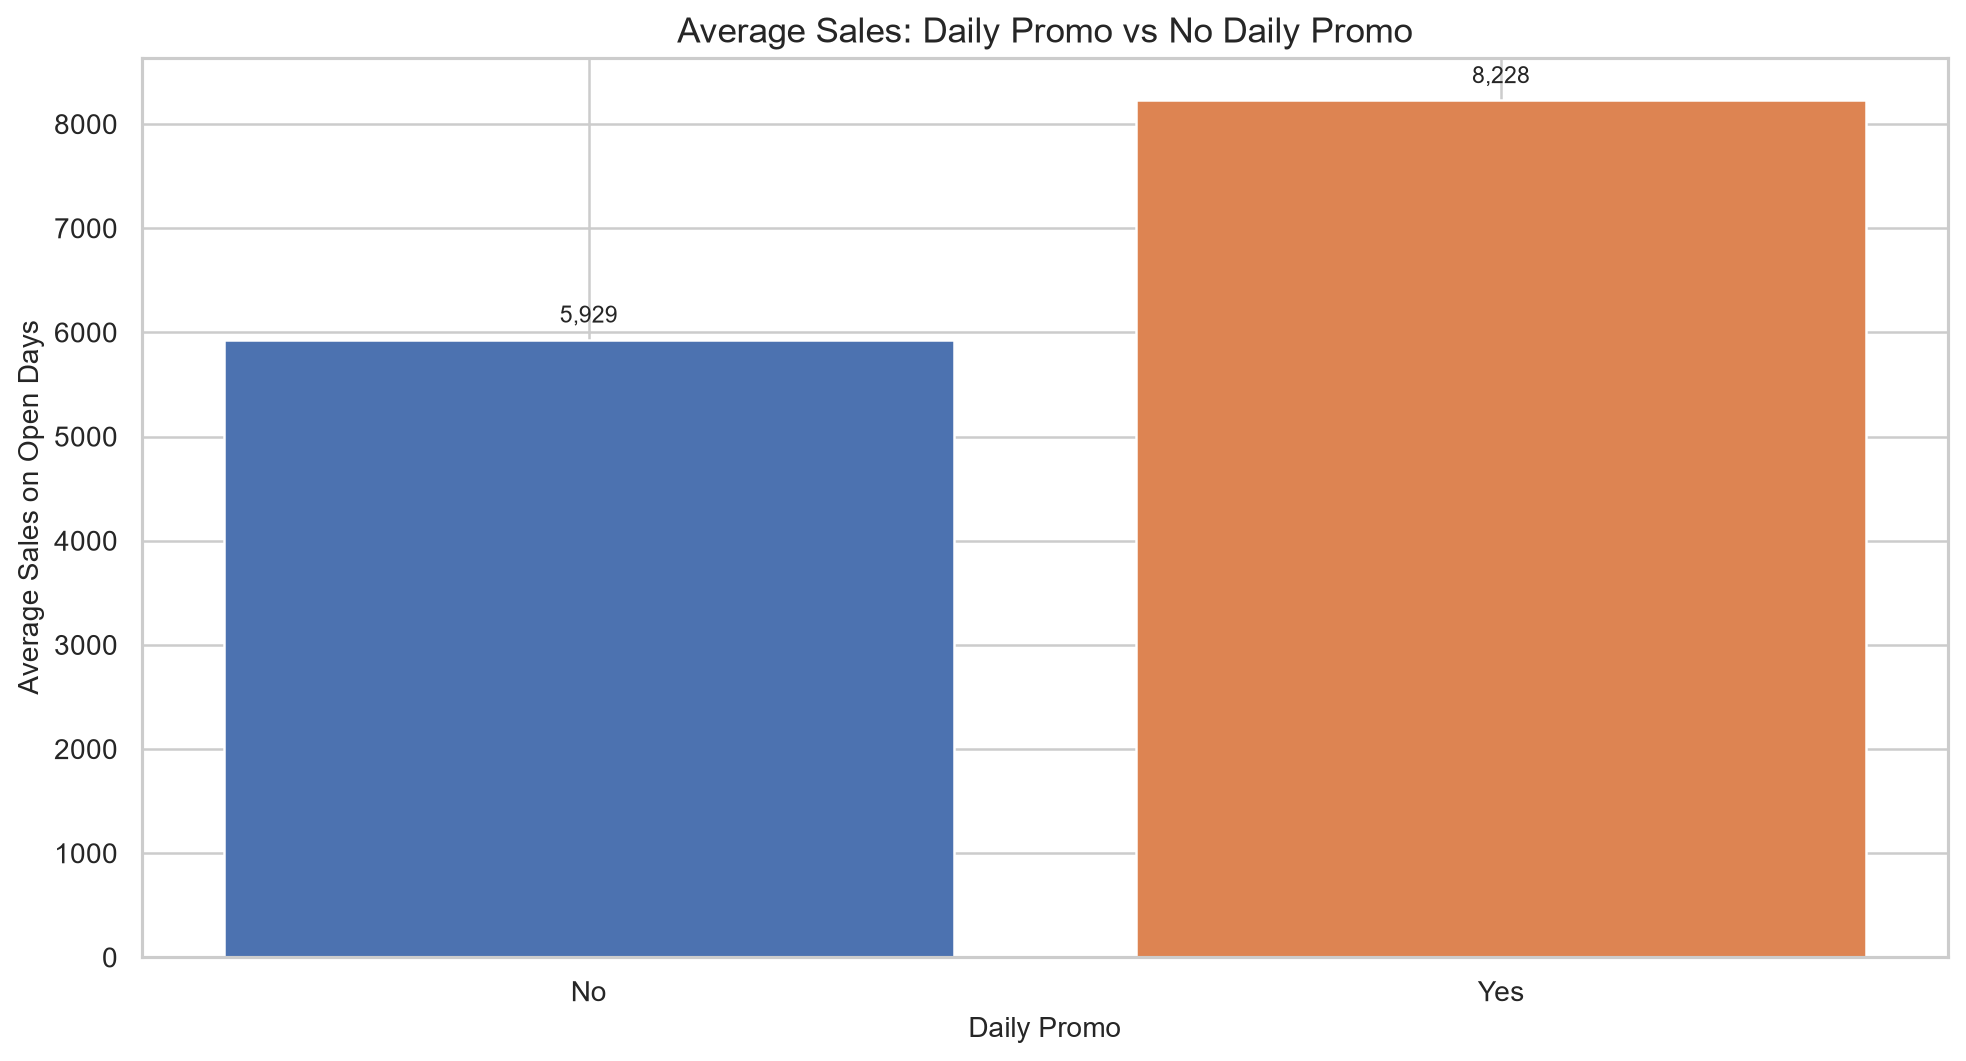 Average Sales: Daily Promo vs No Daily Promo
Average Sales on Open Days
8000
7000
6000
5000
4000
3000
2000
1000
0
5,929
8,228
No
Yes
Daily Promo